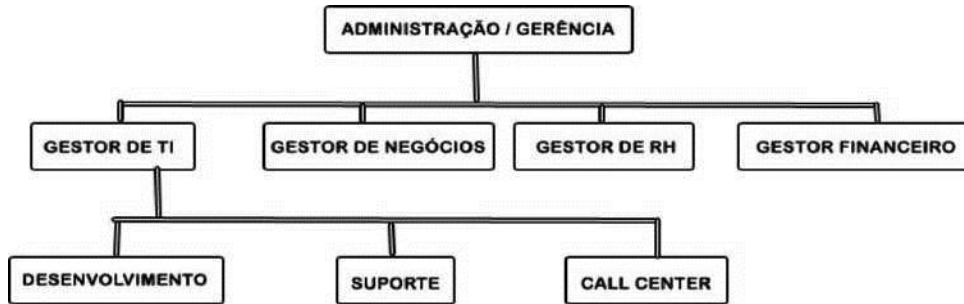 ADMINISTRAÇÃO / GERÊNCIA
GESTOR DE TI
GESTOR DE NEGÓCIOS
GESTOR DE RH
GESTOR FINANCEIRO
DESENVOLVIMENTO
SUPORTE
CALL CENTER